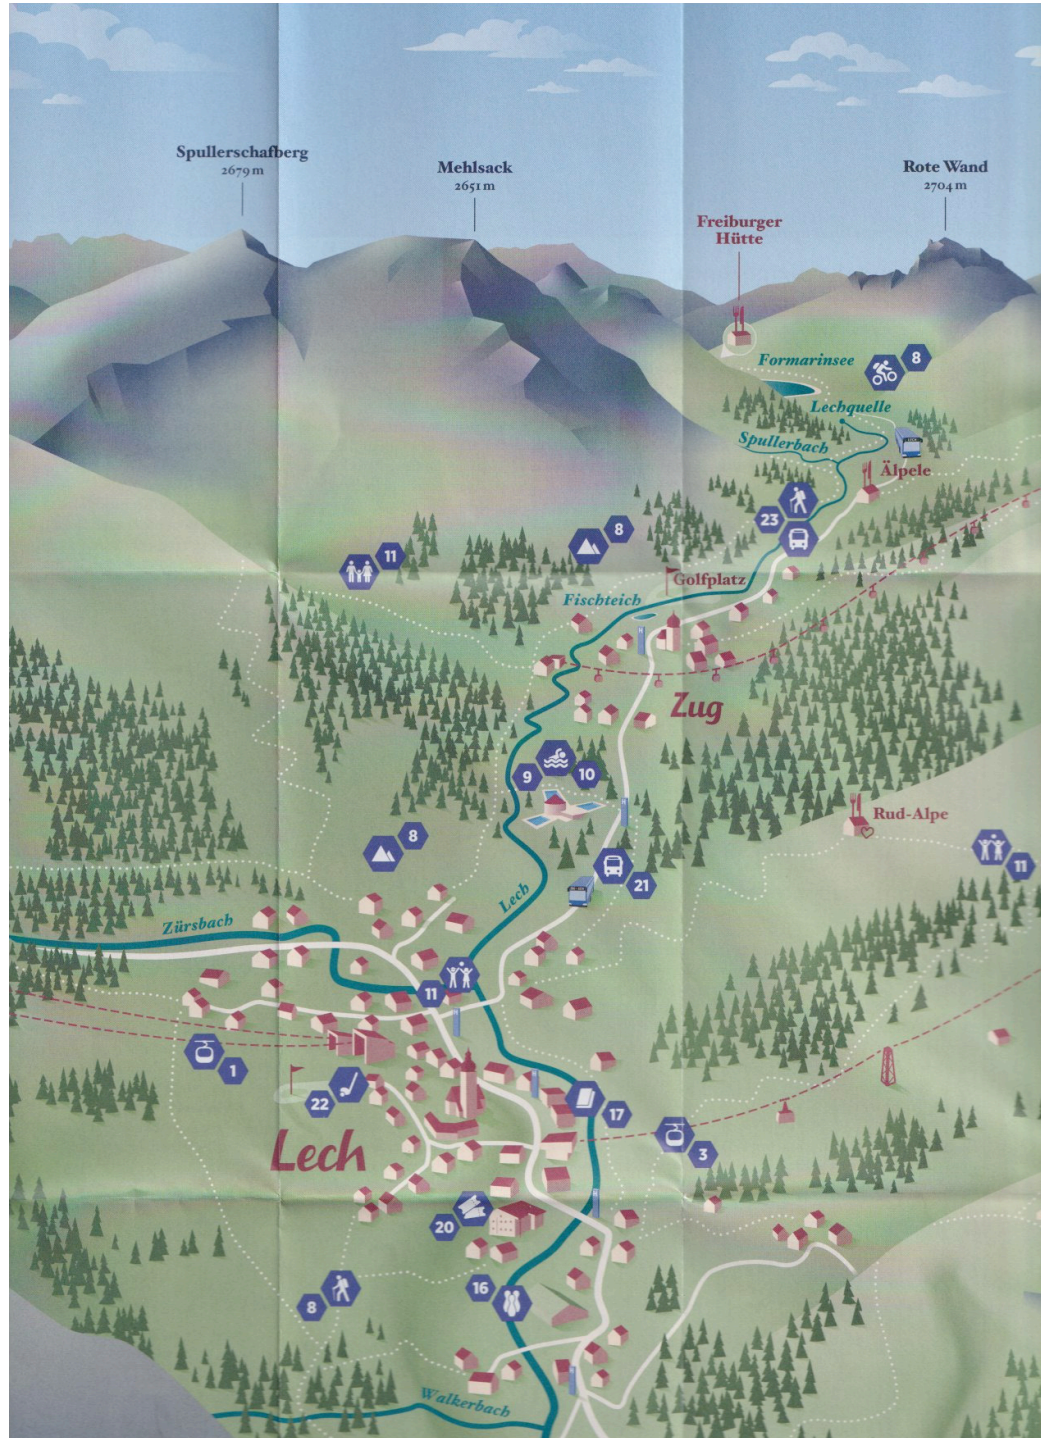 Spullerschafberg
2679 m
Mehlsack
2651 m
Rote Wand
2704 m
Freiburger
Hütte
Formarinsee
8
Lechquelle
Spullerbach
Älpele
23
8
11
Golfplatz
Fischteich
Zug
9
10
Rud-Alpe
8
11
21
Lech
Zürsbach
11
1
22
17
3
Lech
20
16
8
Walkerbach